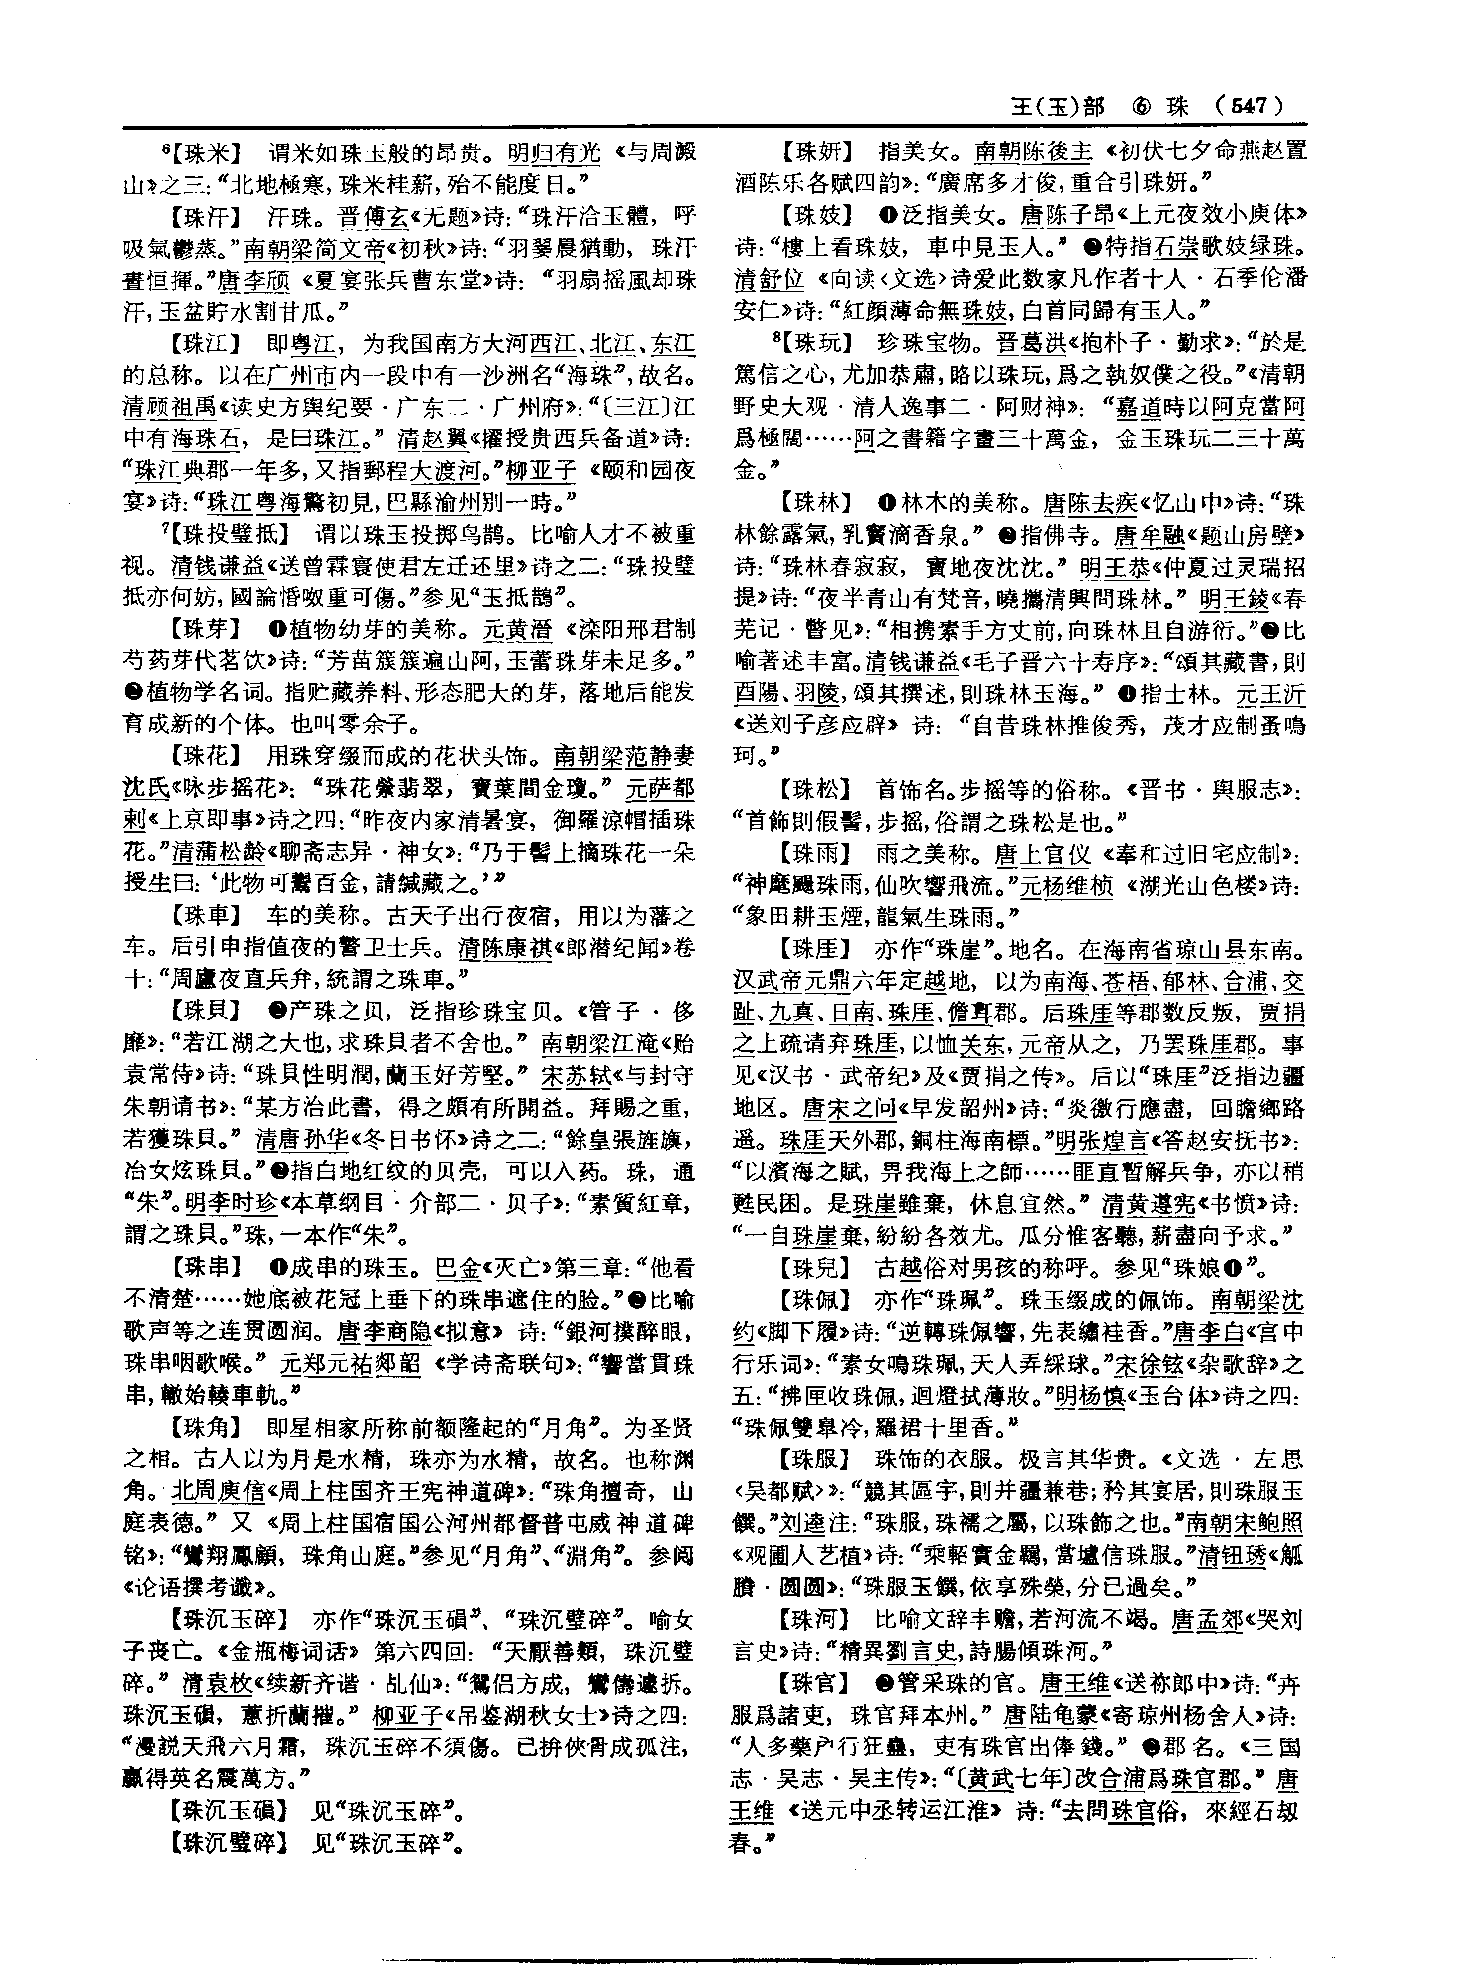 王(玉)部 ⑥ 珠 (547)
⁶【珠米】 谓米如珠玉般的昂贵。明归有光《与周澱
山》之三:“北地極寒,珠米桂薪,殆不能度日。”
【珠汗】 汗珠。晋傅玄《无题》诗:“珠汗洽玉體,呼
吸氣鬱蒸。”南朝梁简文帝《初秋》诗:“羽翣晨猶動,珠汗
晝恒揮。”唐李颀《夏宴张兵曹东堂》诗:“羽扇摇風却珠
汗,玉盆貯水割甘瓜。”
【珠江】 即粤江,为我国南方大河西江、北江、东江
的总称。以在广州市内一段中有一沙洲名“海珠”,故名。
清顾祖禹《读史方舆纪要·广东二·广州府》:“〔三江〕江
中有海珠石,是曰珠江。”清赵翼《擢授贵西兵备道》诗:
“珠江典郡一年多,又指郵程大渡河。”柳亚子《颐和园夜
宴》诗:“珠江粤海驚初見,巴縣渝州别一時。”
⁷【珠投璧抵】 谓以珠玉投掷鸟鹊。比喻人才不被重
视。清钱谦益《送曾霖寰使君左迁还里》诗之二:“珠投璧
抵亦何妨,國論惛呶重可傷。”参见“玉抵鹊”。
【珠芽】 ❶植物幼芽的美称。元黄溍《滦阳邢君制
芍药芽代茗饮》诗:“芳苗簇簇遍山阿,玉蕾珠芽未足多。”
❷植物学名词。指贮藏养料、形态肥大的芽,落地后能发
育成新的个体。也叫零余子。
【珠花】 用珠穿缀而成的花状头饰。南朝梁范静妻
沈氏《咏步摇花》:“珠花縈翡翠,寶葉間金瓊。”元萨都
剌《上京即事》诗之四:“昨夜内家清暑宴,御羅凉帽插珠
花。”清蒲松龄《聊斋志异·神女》:“乃于髻上摘珠花一朵
授生曰:‘此物可鬻百金,請緘藏之。’”
【珠車】 车的美称。古天子出行夜宿,用以为藩之
车。后引申指值夜的警卫士兵。清陈康祺《郎潜纪闻》卷
十:“周廬夜直兵弁,統謂之珠車。”
【珠貝】 ❶产珠之贝,泛指珍珠宝贝。《管子·侈
靡》:“若江湖之大也,求珠貝者不舍也。”南朝梁江淹《贻
袁常侍》诗:“珠貝性明潤,蘭玉好芳堅。”宋苏轼《与封守
朱朝请书》:“某方治此書,得之頗有所開益。拜賜之重,
若獲珠貝。”清唐孙华《冬日书怀》诗之二:“餘皇張旌旗,
冶女炫珠貝。”❷指白地红纹的贝壳,可以入药。珠,通
“朱”。明李时珍《本草纲目·介部二·贝子》:“素質紅章,
謂之珠貝。”珠,一本作“朱”。
【珠串】 ❶成串的珠玉。巴金《灭亡》第三章:“他看
不清楚……她底被花冠上垂下的珠串遮住的脸。”❷比喻
歌声等之连贯圆润。唐李商隐《拟意》诗:“銀河撲醉眼,
珠串咽歌喉。”元郑元祐郯韶《学诗斋联句》:“響當貫珠
串,轍始轅車軌。”
【珠角】 即星相家所称前额隆起的“月角”。为圣贤
之相。古人以为月是水精,珠亦为水精,故名。也称渊
角。北周庾信《周上柱国齐王宪神道碑》:“珠角擅奇,山
庭表德。”又《周上柱国宿国公河州都督普屯威神道碑
铭》:“鸞翔鳳顧,珠角山庭。”参见“月角”、“淵角”。参阅
《论语撰考谶》。
【珠沉玉碎】 亦作“珠沉玉磒”、“珠沉璧碎”。喻女
子丧亡。《金瓶梅词话》第六四回:“天厭善類,珠沉璧
碎。”清袁枚《续新齐谐·乩仙》:“鴛侣方成,鸞儔遽拆。
珠沉玉磒,蕙折蘭摧。”柳亚子《吊鉴湖秋女士》诗之四:
“漫説天飛六月霜,珠沉玉碎不須傷。已拚俠骨成孤注,
赢得英名震萬方。”
【珠沉玉磒】 见“珠沉玉碎”。
【珠沉璧碎】 见“珠沉玉碎”。
【珠妍】 指美女。南朝陈後主《初伏七夕命燕赵置
酒陈乐各赋四韵》:“廣席多才俊,重合引珠妍。”
【珠妓】 ❶泛指美女。唐陈子昂《上元夜效小庾体》
诗:“樓上看珠妓,車中見玉人。”❷特指石崇歌妓绿珠。
清舒位《向读〈文选〉诗爱此数家凡作者十人·石季伦潘
安仁》诗:“紅顔薄命無珠妓,白首同歸有玉人。”
⁸【珠玩】 珍珠宝物。晋葛洪《抱朴子·勤求》:“於是
篤信之心,尤加恭肅,略以珠玩,爲之執奴僕之役。”《清朝
野史大观·清人逸事二·阿财神》:“嘉道時以阿克當阿
爲極闊……阿之書籍字畫三十萬金,金玉珠玩二三十萬
金。”
【珠林】 ❶林木的美称。唐陈去疾《忆山中》诗:“珠
林餘露氣,乳竇滴香泉。”❷指佛寺。唐牟融《题山房壁》
诗:“珠林春寂寂,寶地夜沈沈。”明王恭《仲夏过灵瑞招
提》诗:“夜半青山有梵音,曉攜清興問珠林。”明王錂《春
芜记·瞥见》:“相携素手方丈前,向珠林且自游衍。”❸比
喻著述丰富。清钱谦益《毛子晋六十寿序》:“頌其藏書,則
酉陽、羽陵,頌其撰述,則珠林玉海。”❹指士林。元王沂
《送刘子彦应辟》诗:“自昔珠林推俊秀,茂才应制蚤鳴
珂。”
【珠松】 首饰名。步摇等的俗称。《晋书·舆服志》:
“首飾則假髻,步摇,俗謂之珠松是也。”
【珠雨】 雨之美称。唐上官仪《奉和过旧宅应制》:
“神麾颺珠雨,仙吹響飛流。”元杨维桢《湖光山色楼》诗:
“象田耕玉煙,龍氣生珠雨。”
【珠厓】 亦作“珠崖”。地名。在海南省琼山县东南。
汉武帝元鼎六年定越地,以为南海、苍梧、郁林、合浦、交
趾、九真、日南、珠厓、儋耳郡。后珠厓等郡数反叛,贾捐
之上疏请弃珠厓,以恤关东,元帝从之,乃罢珠厓郡。事
见《汉书·武帝纪》及《贾捐之传》。后以“珠厓”泛指边疆
地区。唐宋之问《早发韶州》诗:“炎徼行應盡,回瞻鄉路
遥。珠厓天外郡,銅柱海南標。”明张煌言《答赵安抚书》:
“以濱海之賦,畀我海上之師……匪直暫解兵争,亦以稍
甦民困。是珠崖雖棄,休息宜然。”清黄遵宪《书愤》诗:
“一自珠崖棄,紛紛各效尤。瓜分惟客聽,薪盡向予求。”
【珠兒】 古越俗对男孩的称呼。参见“珠娘❶”。
【珠佩】 亦作“珠珮”。珠玉缀成的佩饰。南朝梁沈
约《脚下履》诗:“逆轉珠佩響,先表繡袿香。”唐李白《宫中
行乐词》:“素女鳴珠珮,天人弄綵球。”宋徐铉《杂歌辞》之
五:“拂匣收珠佩,迴燈拭薄妝。”明杨慎《玉台体》诗之四:
“珠佩雙皋冷,羅裙十里香。”
【珠服】 珠饰的衣服。极言其华贵。《文选·左思
〈吴都赋〉》:“競其區宇,則并疆兼巷;矜其宴居,則珠服玉
饌。”刘逵注:“珠服,珠襦之屬,以珠飾之也。”南朝宋鲍照
《观圃人艺植》诗:“乘軺實金羈,當壚信珠服。”清钮琇《觚
賸·圆圆》:“珠服玉饌,依享殊榮,分已過矣。”
【珠河】 比喻文辞丰赡,若河流不竭。唐孟郊《哭刘
言史》诗:“精異劉言史,詩腸傾珠河。”
【珠官】 ❶管采珠的官。唐王维《送祢郎中》诗:“卉
服爲諸吏,珠官拜本州。”唐陆龟蒙《寄琼州杨舍人》诗:
“人多藥户行狂蠱,吏有珠官出俸錢。”❷郡名。《三国
志·吴志·吴主传》:“〔黄武七年〕改合浦爲珠官郡。”唐
王维《送元中丞转运江淮》诗:“去問珠官俗,來經石刼
春。”